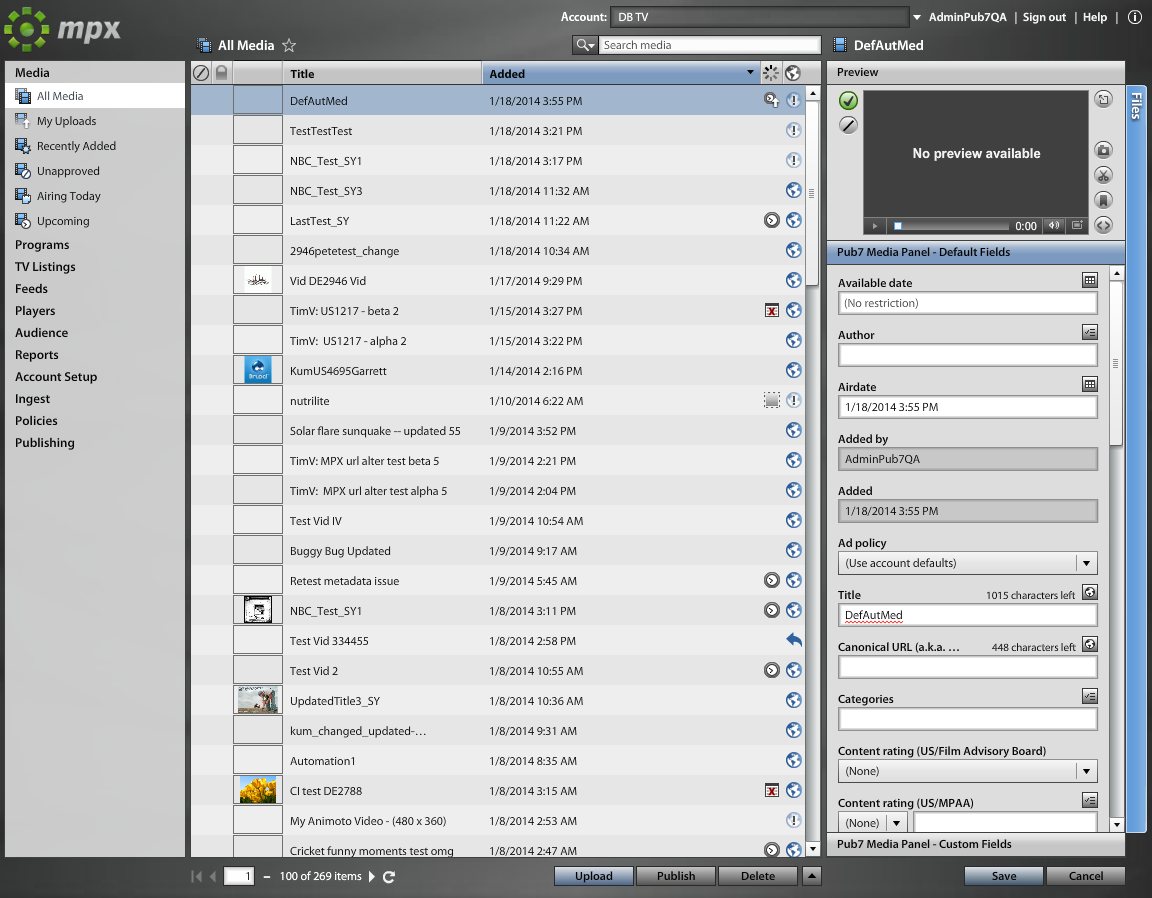 mpx
Account: DB TV AdminPub7QA | Sign out | Help |
All Media
Search media
DefAutMed
Media
All Media
My Uploads
Recently Added
Unapproved
Airing Today
Upcoming
Programs
TV Listings
Feeds
Players
Audience
Reports
Account Setup
Ingest
Policies
Publishing
Title Added
DefAutMed 1/18/2014 3:55 PM
TestTestTest 1/18/2014 3:21 PM
NBC_Test_SY1 1/18/2014 3:17 PM
NBC_Test_SY3 1/18/2014 11:32 AM
LastTest_SY 1/18/2014 11:22 AM
2946petetest_change 1/18/2014 10:34 AM
Vid DE2946 Vid 1/17/2014 9:29 PM
TimV: US1217 - beta 2 1/15/2014 3:27 PM
TimV: US1217 - alpha 2 1/15/2014 3:22 PM
KumUS4695Garrett 1/14/2014 2:16 PM
nutrilite 1/10/2014 6:22 AM
Solar flare sunquake -- updated 55 1/9/2014 3:52 PM
TimV: MPX url alter test beta 5 1/9/2014 2:21 PM
TimV: MPX url alter test alpha 5 1/9/2014 2:04 PM
Test Vid IV 1/9/2014 10:54 AM
Buggy Bug Updated 1/9/2014 9:17 AM
Retest metadata issue 1/9/2014 5:45 AM
NBC_Test_SY1 1/8/2014 3:11 PM
Test Vid 334455 1/8/2014 2:58 PM
Test Vid 2 1/8/2014 10:55 AM
UpdatedTitle3_SY 1/8/2014 10:36 AM
kum_changed_updated-... 1/8/2014 9:31 AM
Automation1 1/8/2014 8:35 AM
CI test DE2788 1/8/2014 3:15 AM
My Animoto Video - (480 x 360) 1/8/2014 2:53 AM
Cricket funny moments test omg 1/8/2014 2:47 AM
1 – 100 of 269 items
Upload Publish Delete
Preview
No preview available
0:00
Files
Pub7 Media Panel - Default Fields
Available date
(No restriction)
Author
Airdate
1/18/2014 3:55 PM
Added by
AdminPub7QA
Added
1/18/2014 3:55 PM
Ad policy
(Use account defaults)
Title 1015 characters left
DefAutMed
Canonical URL (a.k.a. ... 448 characters left
Categories
Content rating (US/Film Advisory Board)
(None)
Content rating (US/MPAA)
(None)
Pub7 Media Panel - Custom Fields
Save Cancel